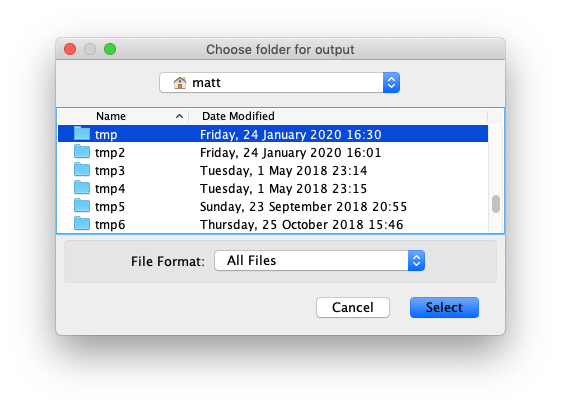 Choose folder for output
matt
Name Date Modified
tmp Friday, 24 January 2020 16:30
tmp2 Friday, 24 January 2020 16:01
tmp3 Tuesday, 1 May 2018 23:14
tmp4 Tuesday, 1 May 2018 23:15
tmp5 Sunday, 23 September 2018 20:55
tmp6 Thursday, 25 October 2018 15:46
File Format: All Files
Cancel Select